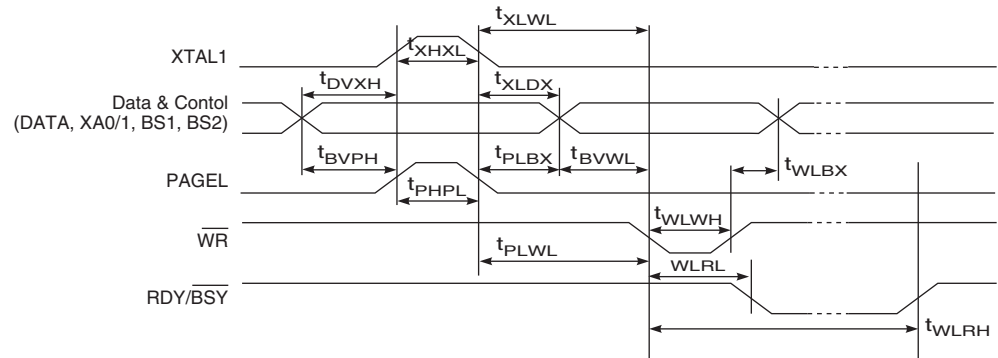 tXLWL
XTAL1
tXHXL
tDVXH
tXLDX
Data & Contol
(DATA, XA0/1, BS1, BS2)
tBVPH
tPLBX
tBVWL
tWLBX
PAGEL
tPHPL
tWLWH
WR
tPLWL
WLRL
RDY/BSY
tWLRH